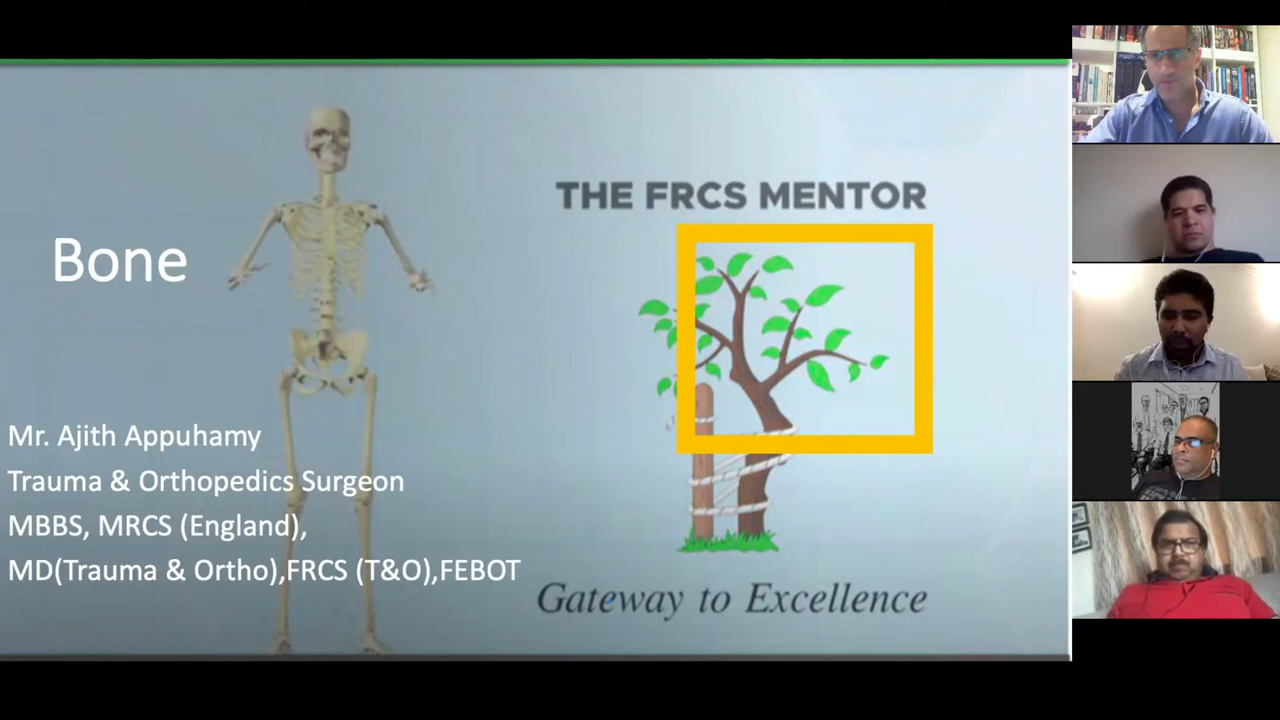 THE FRCS MENTOR
Bone
Mr. Ajith Appuhamy
Trauma & Orthopedics Surgeon
MBBS, MRCS (England),
MD(Trauma & Ortho),FRCS (T&O),FEBOT
Gateway to Excellence